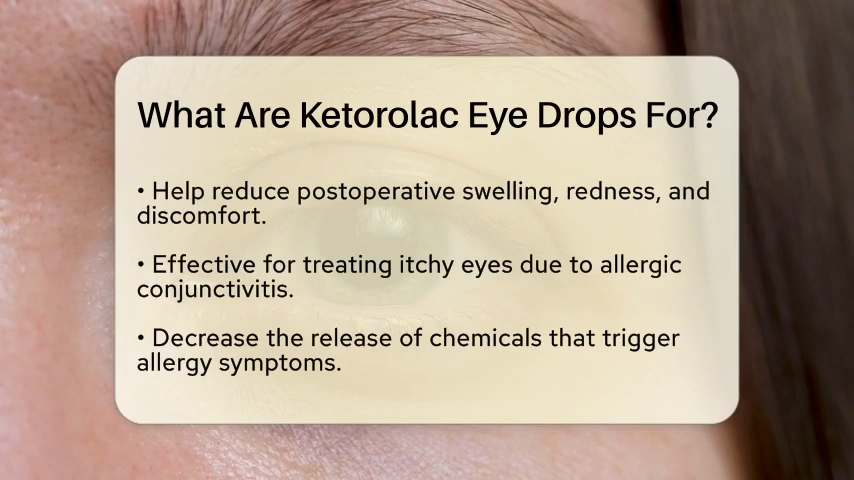 What Are Ketorolac Eye Drops For?
• Help reduce postoperative swelling, redness, and
discomfort.
• Effective for treating itchy eyes due to allergic
conjunctivitis.
• Decrease the release of chemicals that trigger
allergy symptoms.